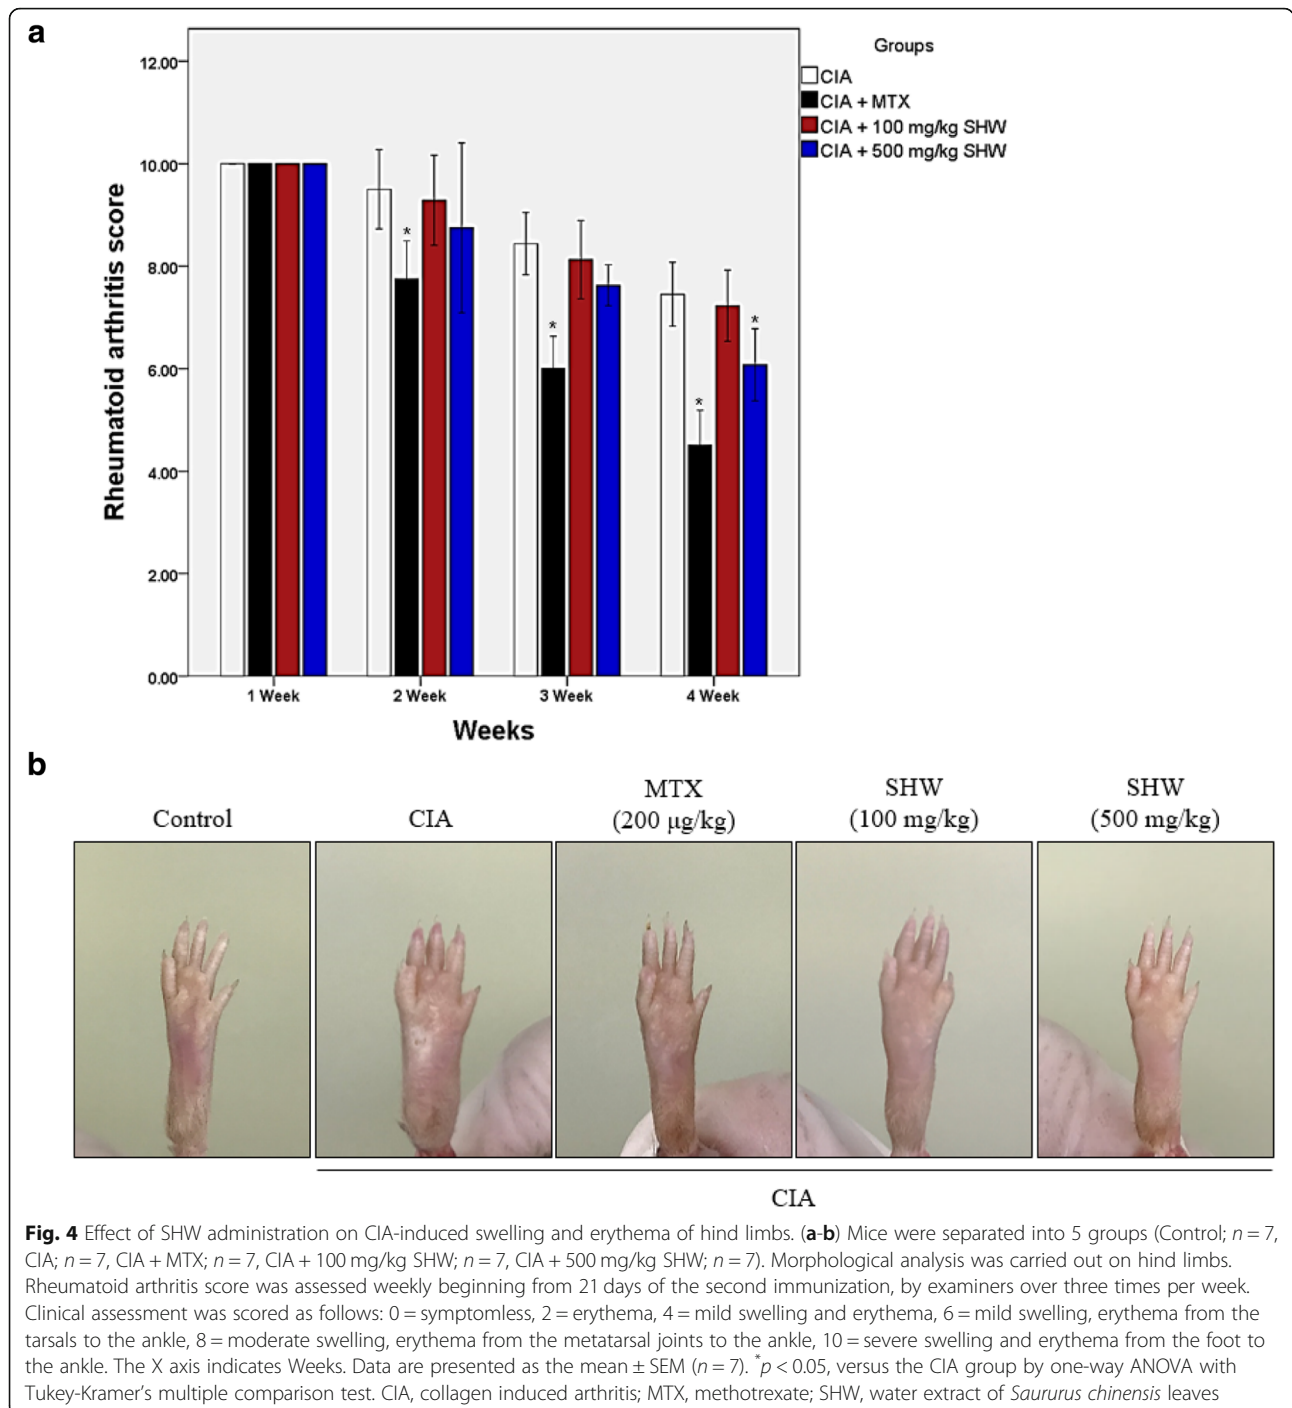 a
12.00
10.00
8.00
6.00
4.00
2.00
0.00
Rheumatoid arthritis score
1 Week 2 Week 3 Week 4 Week
Weeks
Groups
CIA
CIA + MTX
CIA + 100 mg/kg SHW
CIA + 500 mg/kg SHW
* * * * 
b
Control
CIA
MTX
(200 μg/kg)
SHW
(100 mg/kg)
SHW
(500 mg/kg)
CIA
Fig. 4 Effect of SHW administration on CIA-induced swelling and erythema of hind limbs. (a-b) Mice were separated into 5 groups (Control; n = 7,
CIA; n = 7, CIA + MTX; n = 7, CIA + 100 mg/kg SHW; n = 7, CIA + 500 mg/kg SHW; n = 7). Morphological analysis was carried out on hind limbs.
Rheumatoid arthritis score was assessed weekly beginning from 21 days of the second immunization, by examiners over three times per week.
Clinical assessment was scored as follows: 0 = symptomless, 2 = erythema, 4 = mild swelling and erythema, 6 = mild swelling, erythema from the
tarsals to the ankle, 8 = moderate swelling, erythema from the metatarsal joints to the ankle, 10 = severe swelling and erythema from the foot to
the ankle. The X axis indicates Weeks. Data are presented as the mean ± SEM (n = 7). *p < 0.05, versus the CIA group by one-way ANOVA with
Tukey-Kramer's multiple comparison test. CIA, collagen induced arthritis; MTX, methotrexate; SHW, water extract of Saururus chinensis leaves